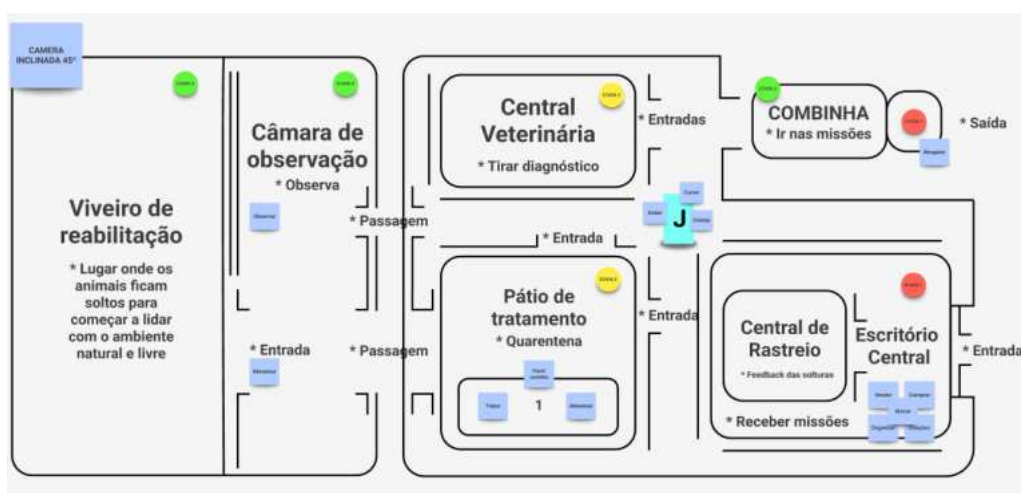 CAMERA
INCLINADA 45º
Viveiro de
reabilitação
* Lugar onde os
animais ficam
soltos para
começar a lidar
com o ambiente
natural e livre
Câmara de
observação
* Observa
Observar
* Entrada
* Passagem
* Passagem
Central
Veterinária
* Tirar diagnóstico
* Entradas
COMBINHA
* Ir nas missões
* Saída
J
* Entrada
Pátio de
tratamento
* Quarentena
1
* Entrada
Central de
Rastreio
* Feedback das solturas
Escritório
Central
* Receber missões
* Entrada